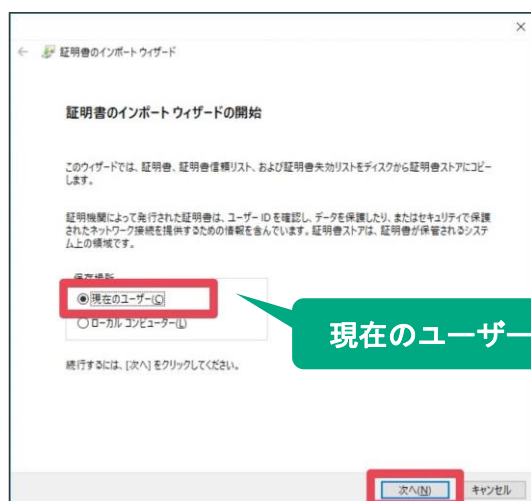 証明書のインポート ウィザード
証明書のインポート ウィザードの開始
このウィザードでは、証明書、証明書信頼リスト、および証明書失効リストをディスクから証明書ストアにコピー
します。
証明機関によって発行された証明書は、ユーザー ID を確認し、データを保護したり、またはセキュリティで保護
されたネットワーク接続を提供するための情報を含んでいます。証明書ストアは、証明書が保管されるシステ
ム上の領域です。
保存場所
現在のユーザー(C)
ローカル コンピューター(L)
現在のユーザー
続行するには、[次へ] をクリックしてください。
次へ(N)
キャンセル